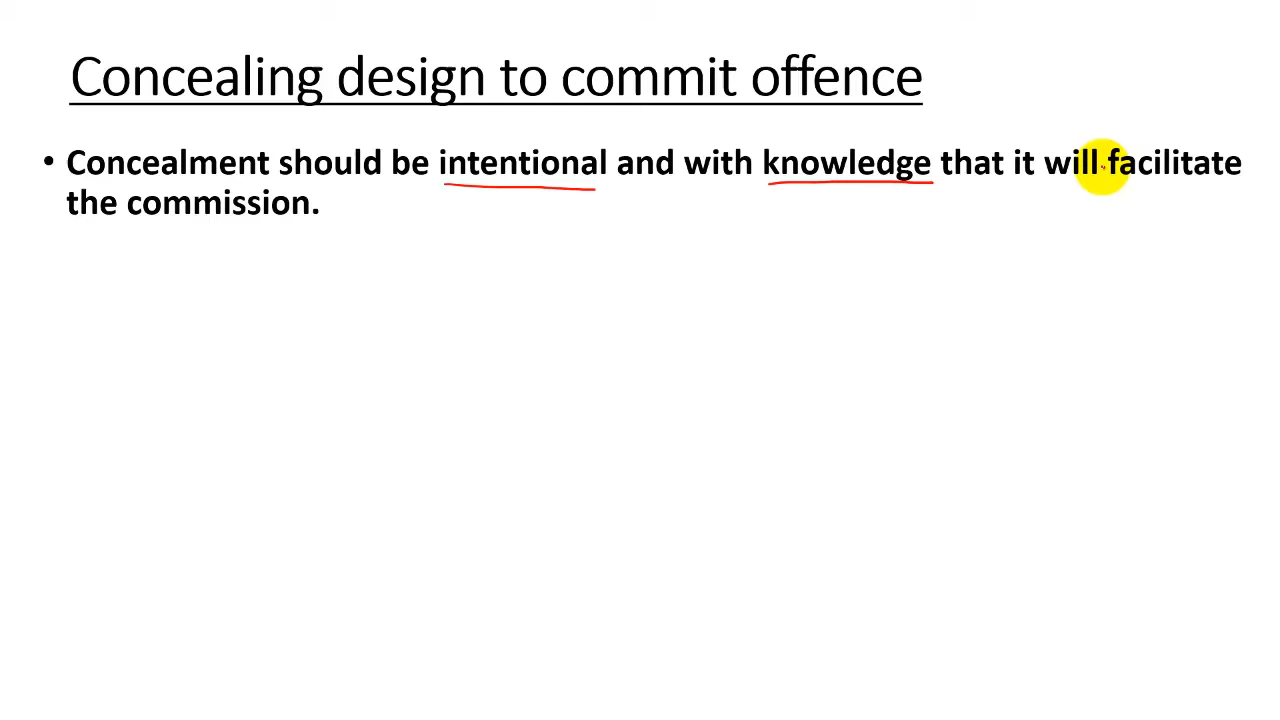 Concealing design to commit offence
• Concealment should be intentional and with knowledge that it will facilitate
the commission.